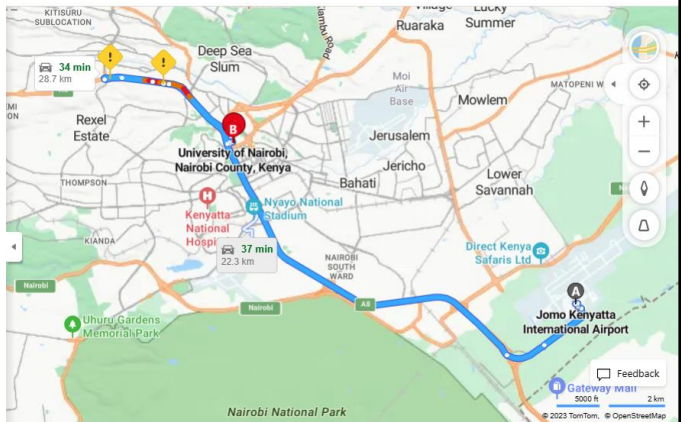 KITISURU
SUBLOCATION
Lucky
Summer
Ruaraka
34 min
28.7 km
Deep Sea
Slum
Moi
Air
Base
MATOPENI W
Mowlem
Rexel
Estate
B
Jerusalem
University of Nairobi,
Nairobi County, Kenya
Jericho
Lower
Savannah
THOMPSON
Bahati
H
Kenyatta
National
Nyayo National
Stadium
KIANDA
37 min
22.3 km
NAIROBI
SOUTH
WARD
Direct Kenya
Safaris Ltd
Nairobi
Nairobi
A8
A
Jomo Kenyatta
International Airport
Uhuru Gardens
Memorial Park
Feedback
Gateway Mall
5000 ft
2 km
Nairobi National Park
© 2023 TomTom, © OpenStreetMap